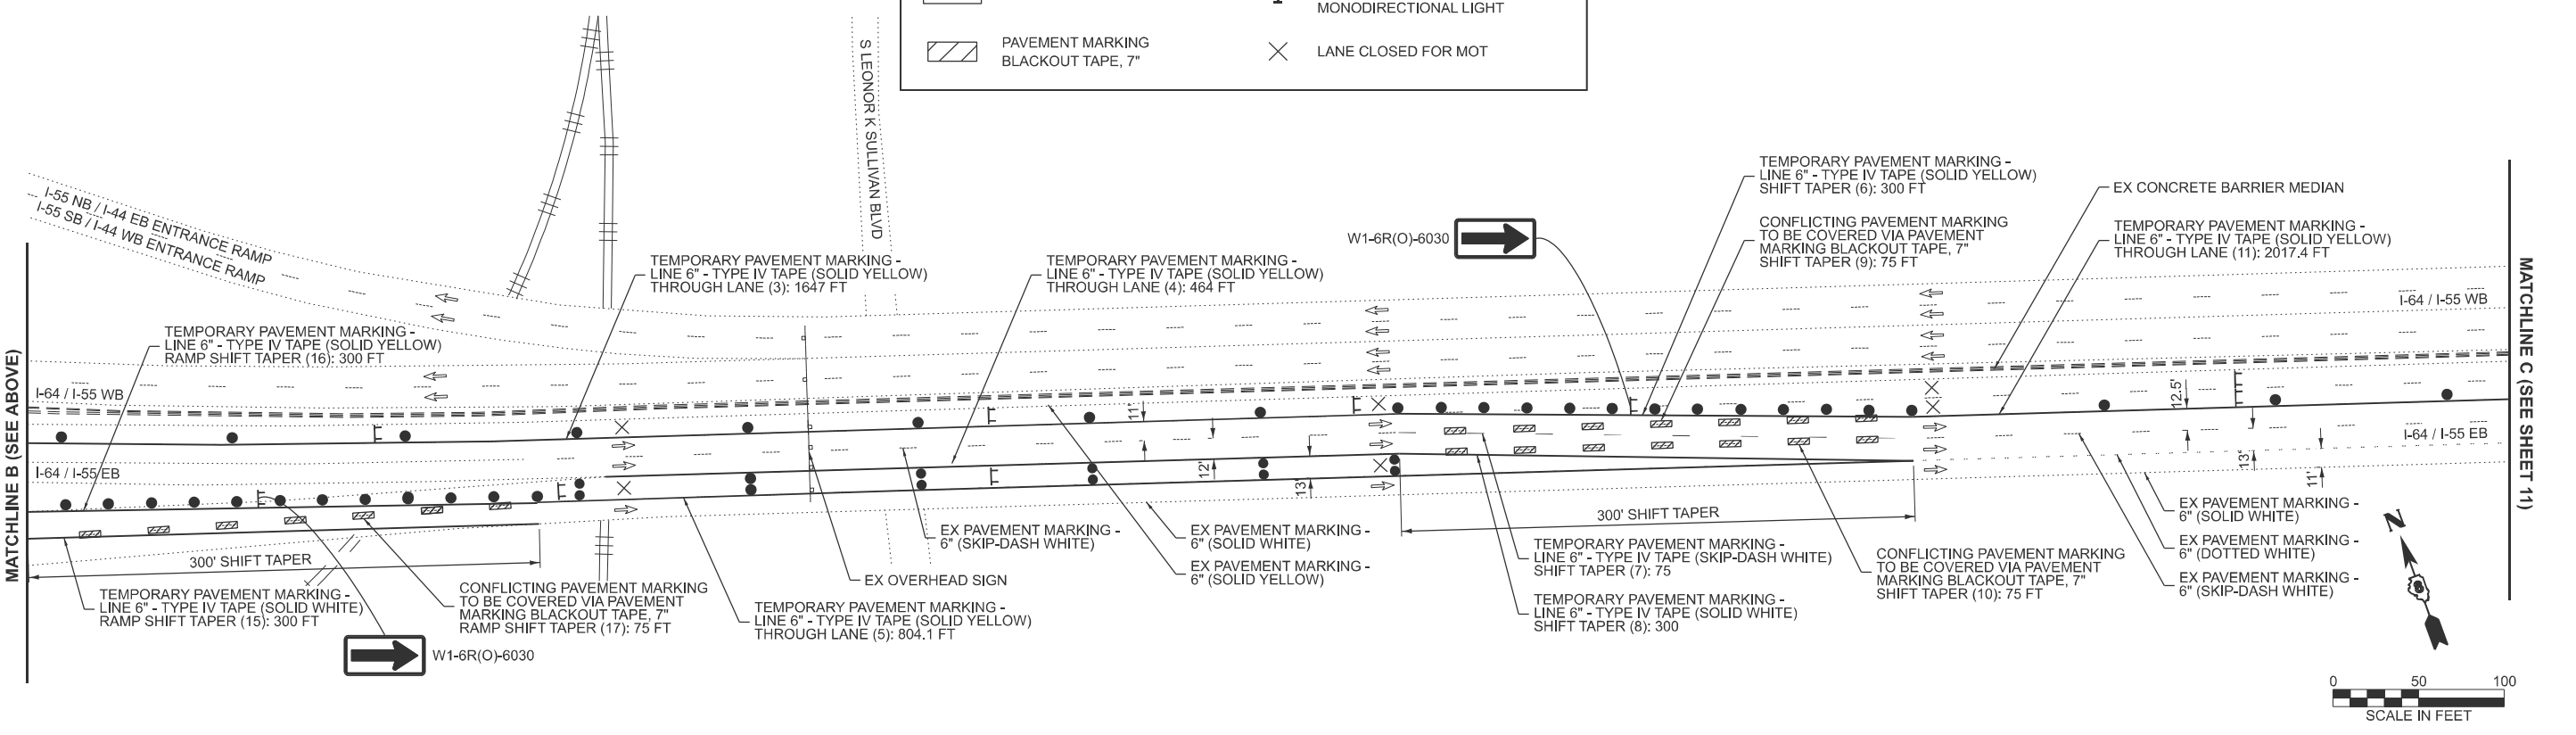 MONODIRECTIONAL LIGHT
PAVEMENT MARKING
BLACKOUT TAPE, 7"
LANE CLOSED FOR MOT
S LEONOR K SULLIVAN BLVD
I-55 NB / I-44 EB ENTRANCE RAMP
I-55 SB / I-44 WB ENTRANCE RAMP
MATCHLINE B (SEE ABOVE)
TEMPORARY PAVEMENT MARKING -
LINE 6" - TYPE IV TAPE (SOLID YELLOW)
RAMP SHIFT TAPER (16): 300 FT
TEMPORARY PAVEMENT MARKING -
LINE 6" - TYPE IV TAPE (SOLID YELLOW)
THROUGH LANE (3): 1647 FT
TEMPORARY PAVEMENT MARKING -
LINE 6" - TYPE IV TAPE (SOLID YELLOW)
THROUGH LANE (4): 464 FT
W1-6R(O)-6030
TEMPORARY PAVEMENT MARKING -
LINE 6" - TYPE IV TAPE (SOLID YELLOW)
SHIFT TAPER (6): 300 FT
CONFLICTING PAVEMENT MARKING
TO BE COVERED VIA PAVEMENT
MARKING BLACKOUT TAPE, 7"
SHIFT TAPER (9): 75 FT
EX CONCRETE BARRIER MEDIAN
TEMPORARY PAVEMENT MARKING -
LINE 6" - TYPE IV TAPE (SOLID YELLOW)
THROUGH LANE (11): 2017.4 FT
MATCHLINE C (SEE SHEET 11)
I-64 / I-55 WB
I-64 / I-55 WB
I-64 / I-55 EB
I-64 / I-55 EB
11'
12'
13'
12.5'
13'
11'
300' SHIFT TAPER
300' SHIFT TAPER
TEMPORARY PAVEMENT MARKING -
LINE 6" - TYPE IV TAPE (SOLID WHITE)
RAMP SHIFT TAPER (15): 300 FT
W1-6R(O)-6030
CONFLICTING PAVEMENT MARKING
TO BE COVERED VIA PAVEMENT
MARKING BLACKOUT TAPE, 7"
RAMP SHIFT TAPER (17): 75 FT
TEMPORARY PAVEMENT MARKING -
LINE 6" - TYPE IV TAPE (SOLID YELLOW)
THROUGH LANE (5): 804.1 FT
EX OVERHEAD SIGN
EX PAVEMENT MARKING -
6" (SKIP-DASH WHITE)
EX PAVEMENT MARKING -
6" (SOLID WHITE)
EX PAVEMENT MARKING -
6" (SOLID YELLOW)
TEMPORARY PAVEMENT MARKING -
LINE 6" - TYPE IV TAPE (SKIP-DASH WHITE)
SHIFT TAPER (7): 75
TEMPORARY PAVEMENT MARKING -
LINE 6" - TYPE IV TAPE (SOLID WHITE)
SHIFT TAPER (8): 300
CONFLICTING PAVEMENT MARKING
TO BE COVERED VIA PAVEMENT
MARKING BLACKOUT TAPE, 7"
SHIFT TAPER (10): 75 FT
EX PAVEMENT MARKING -
6" (SOLID WHITE)
EX PAVEMENT MARKING -
6" (DOTTED WHITE)
EX PAVEMENT MARKING -
6" (SKIP-DASH WHITE)
N
8
0 50 100
SCALE IN FEET